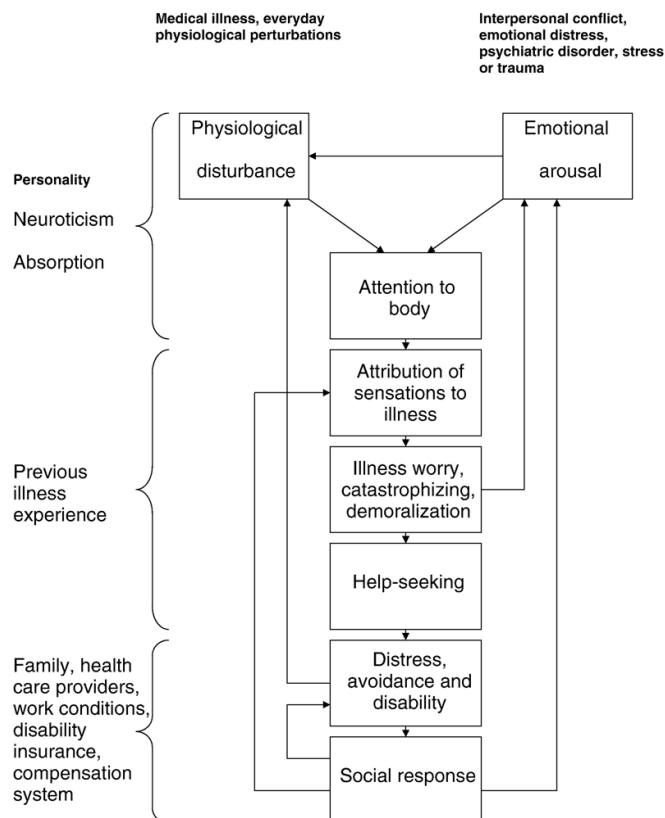 Medical illness, everyday
physiological perturbations
Interpersonal conflict,
emotional distress,
psychiatric disorder, stress
or trauma
Physiological
disturbance
Emotional
arousal
Personality
Neuroticism
Absorption
Attention to
body
Attribution of
sensations to
illness
Previous
illness
experience
Illness worry,
catastrophizing,
demoralization
Help-seeking
Family, health
care providers,
work conditions,
disability
insurance,
compensation
system
Distress,
avoidance and
disability
Social response